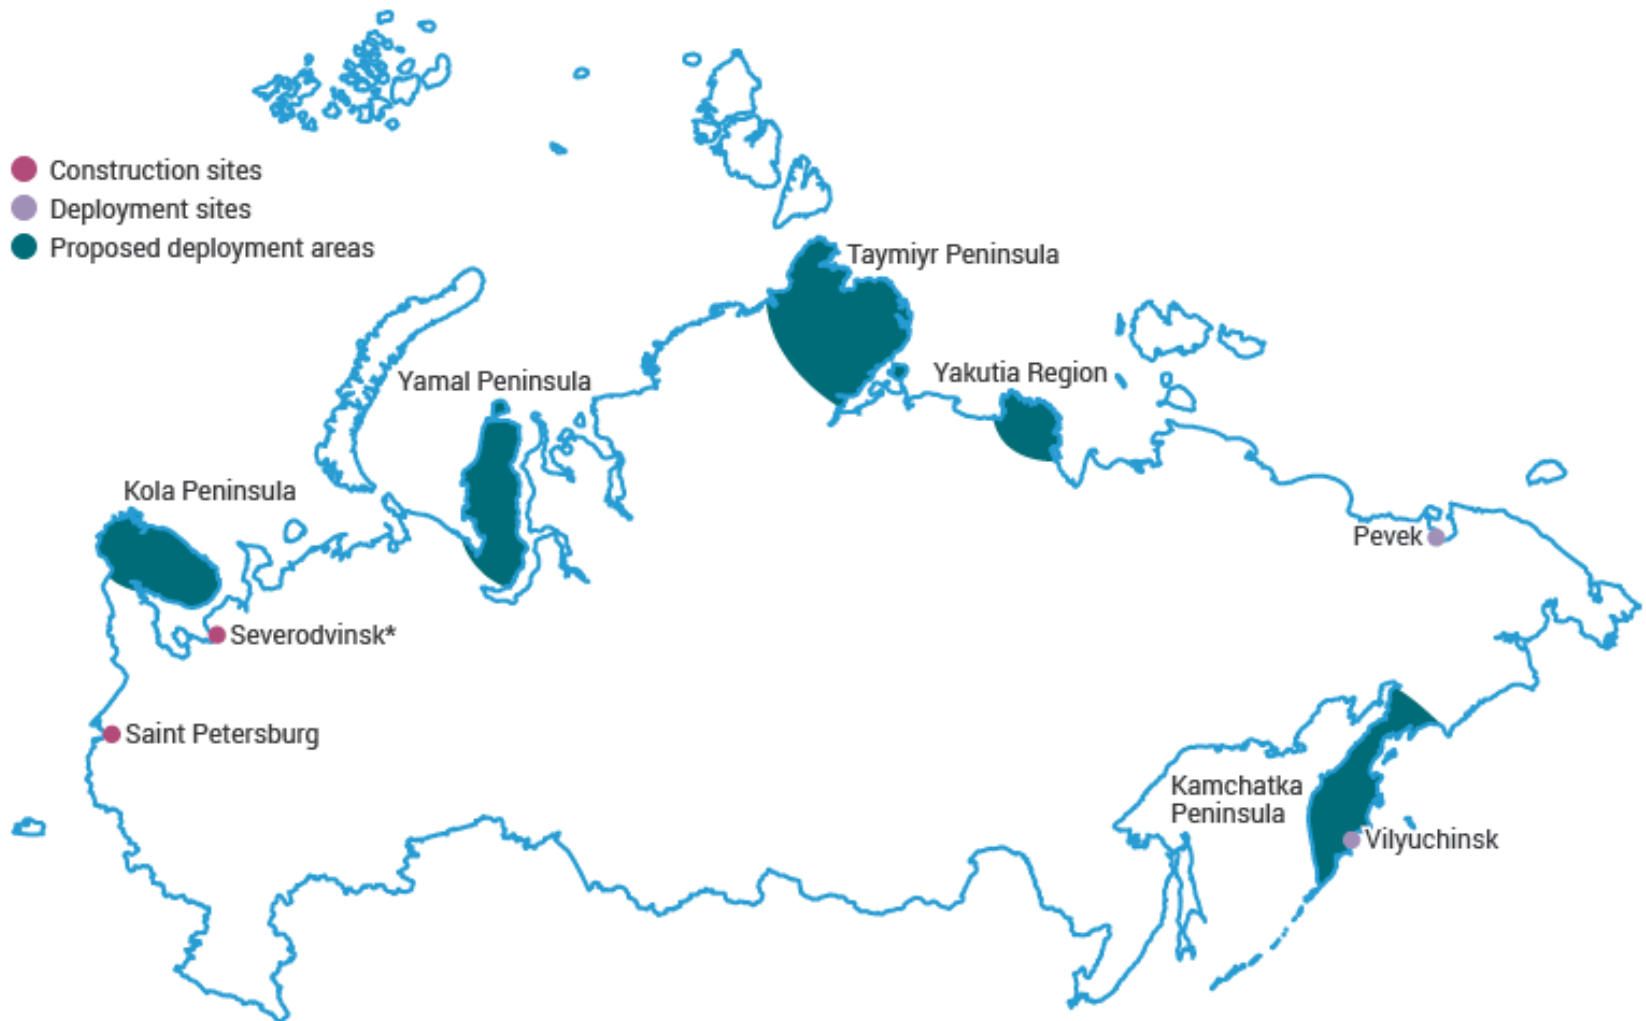 Construction sites
Deployment sites
Proposed deployment areas
Taymiyr Peninsula
Yamal Peninsula
Yakutia Region
Kola Peninsula
Pevek
Severodvinsk*
Saint Petersburg
Kamchatka
Peninsula
Vilyuchinsk